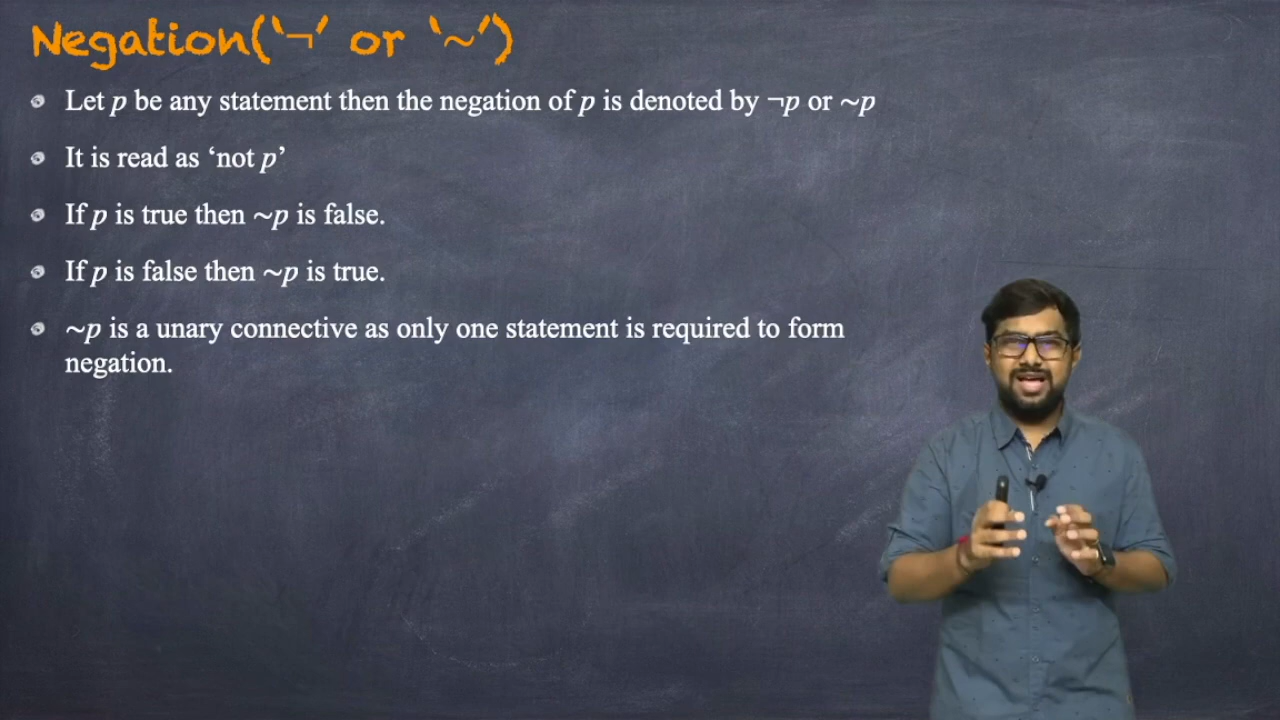 Negation('¬' or '~')
Let p be any statement then the negation of p is denoted by ¬p or ~p
It is read as ‘not p’
If p is true then ~p is false.
If p is false then ~p is true.
~p is a unary connective as only one statement is required to form
negation.